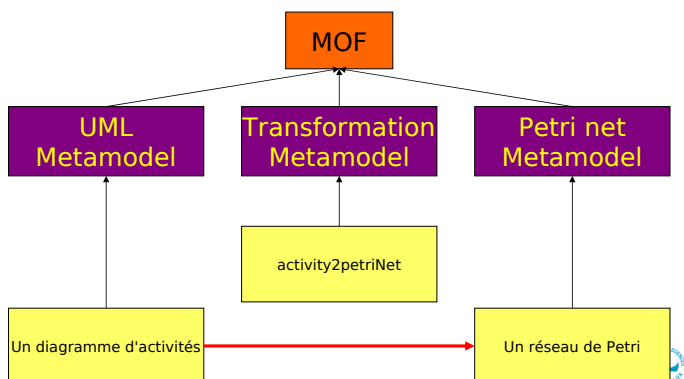 MOF
UML
Metamodel
Transformation
Metamodel
Petri net
Metamodel
activity2petriNet
Un diagramme d'activités
Un réseau de Petri